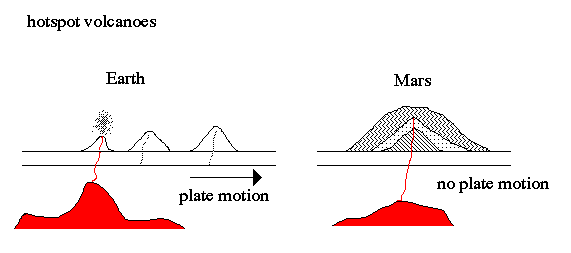 hotspot volcanoes
Earth
Mars
plate motion
no plate motion